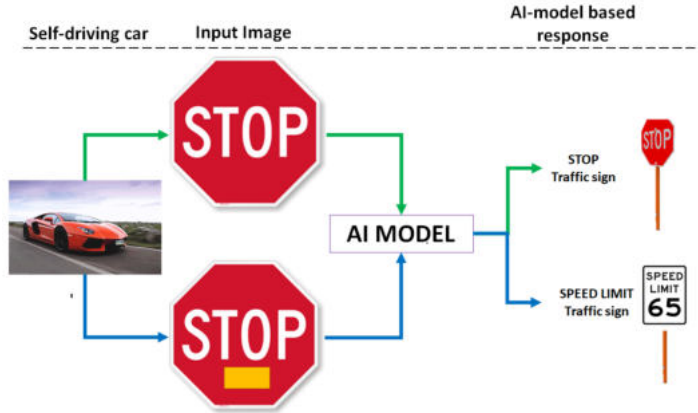 Self-driving car
Input Image
AI-model based
response
STOP
STOP
AI MODEL
STOP
Traffic sign
STOP
SPEED LIMIT
Traffic sign
SPEED
LIMIT
65